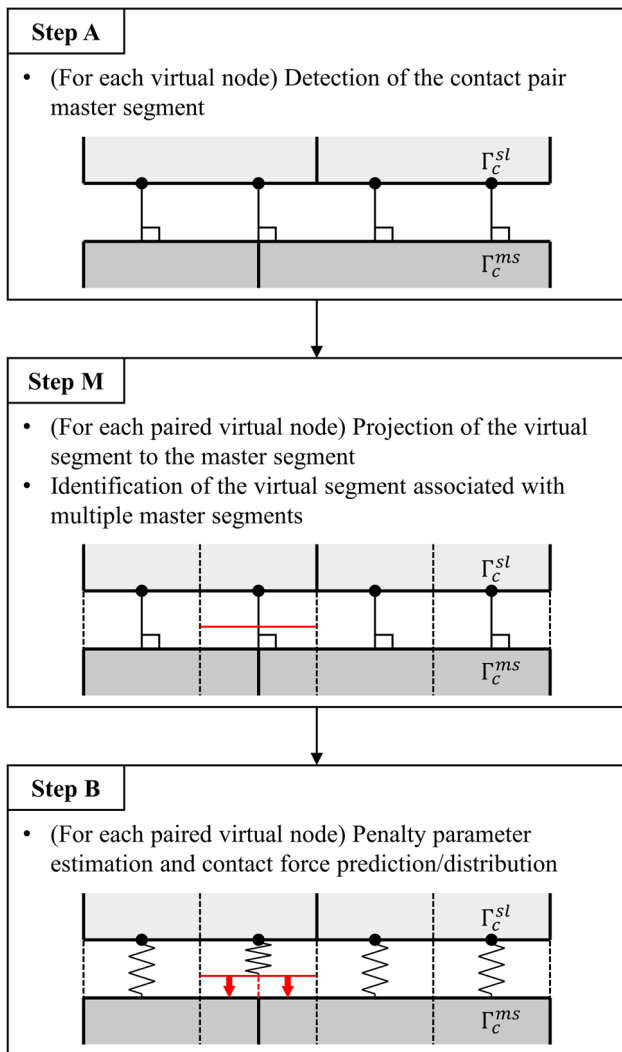 Step A
• (For each virtual node) Detection of the contact pair
master segment
Γ_c^{sl}
Γ_c^{ms}
Step M
• (For each paired virtual node) Projection of the virtual
segment to the master segment
• Identification of the virtual segment associated with
multiple master segments
Γ_c^{sl}
Γ_c^{ms}
Step B
• (For each paired virtual node) Penalty parameter
estimation and contact force prediction/distribution
Γ_c^{sl}
Γ_c^{ms}